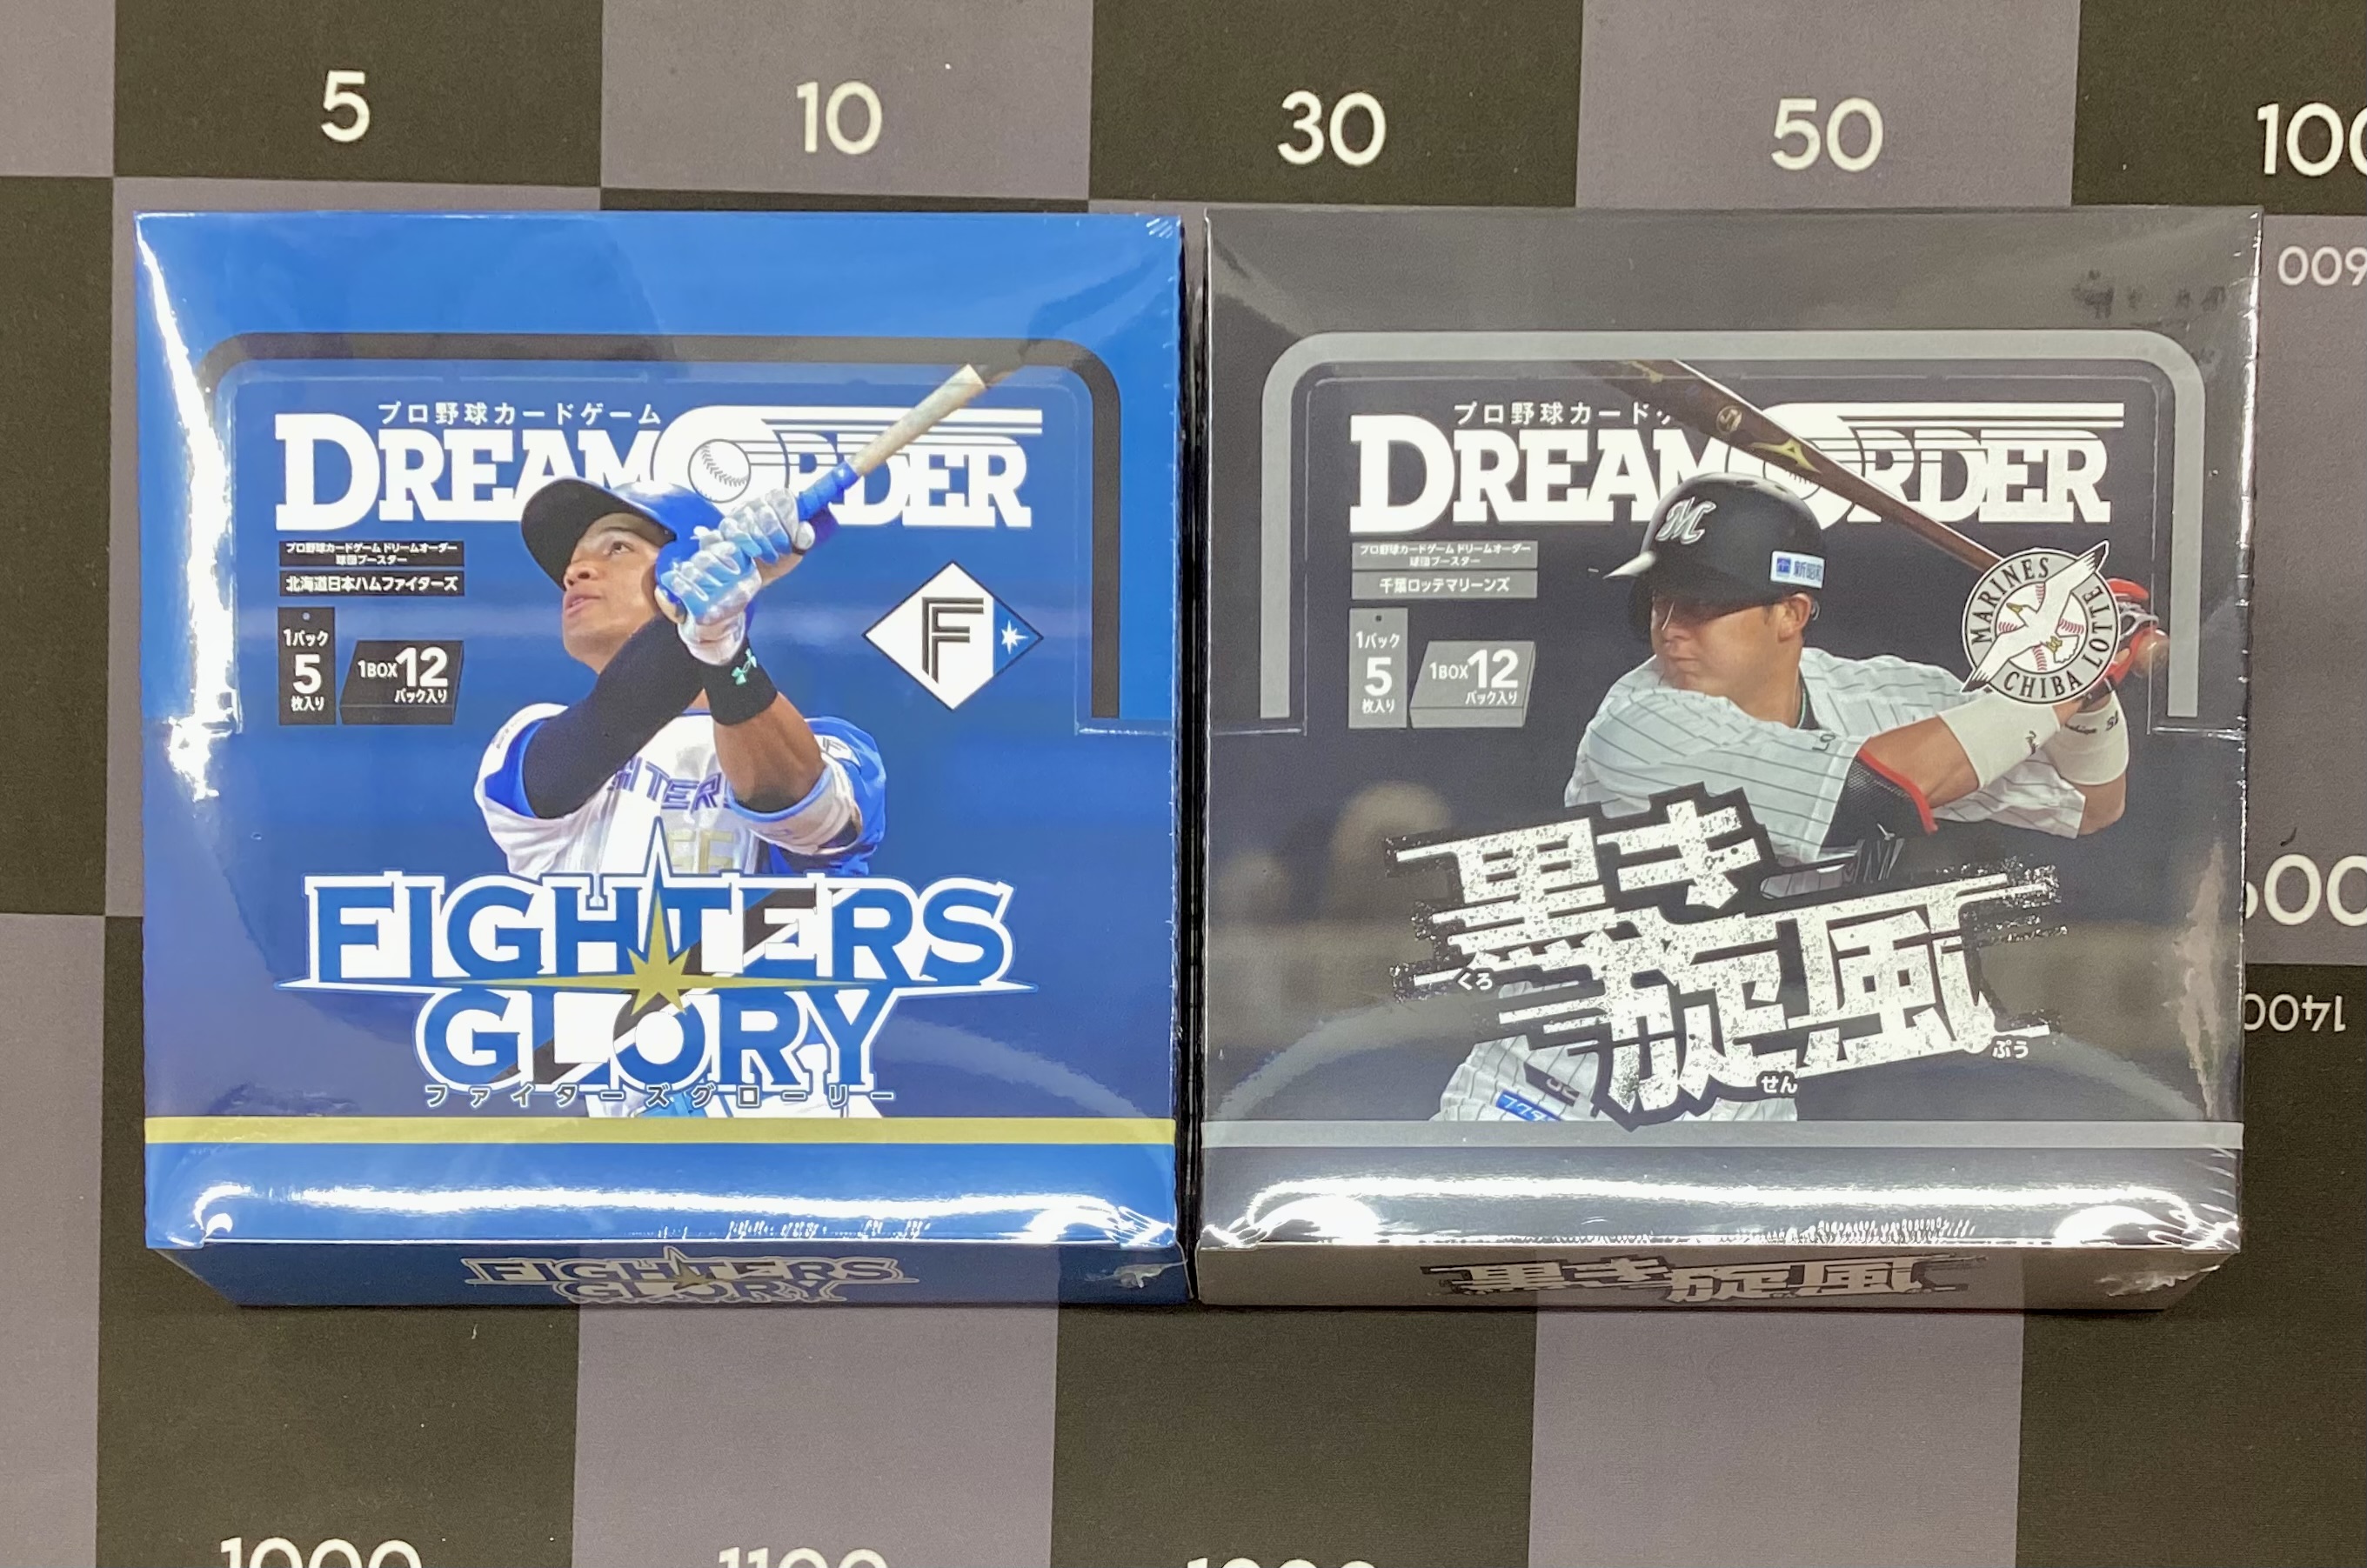 5
10
30
50
100
プロ野球カードゲーム
DREAM ORDER
プロ野球カードゲーム ドリームオーダー
球団ブースター
北海道日本ハムファイターズ
1パック
5
枚入り
1BOX 12
パック入り
F
FIGHTERS
GLORY
ファイターズグローリー
FIGHTERS
GLORY
プロ野球カードゲ
DREAM ORDER
プロ野球カードゲーム ドリームオーダー
球団ブースター
千葉ロッテマリーンズ
1パック
5
枚入り
1BOX 12
パック入り
M
新昭和
MARINES
CHIBA LOTTE
黒き
くろ
旋風
せん
ぷう
黒き旋風
1400
1000
1100